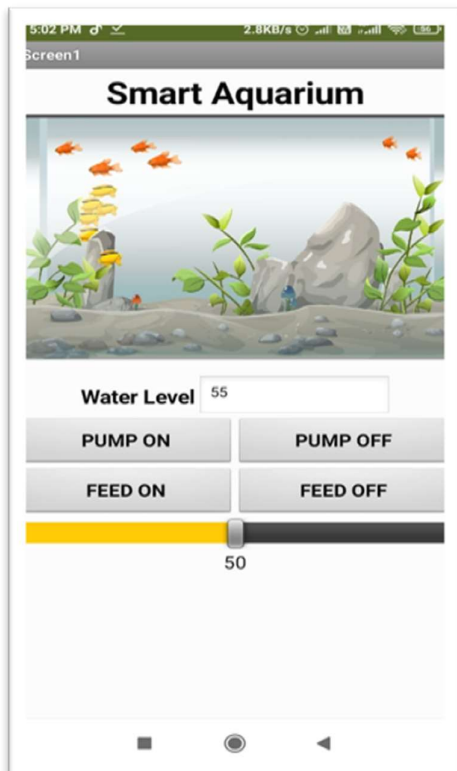 5:02 PM 2.8KB/s 56
Screen1
Smart Aquarium
Water Level 55
PUMP ON PUMP OFF
FEED ON FEED OFF
50